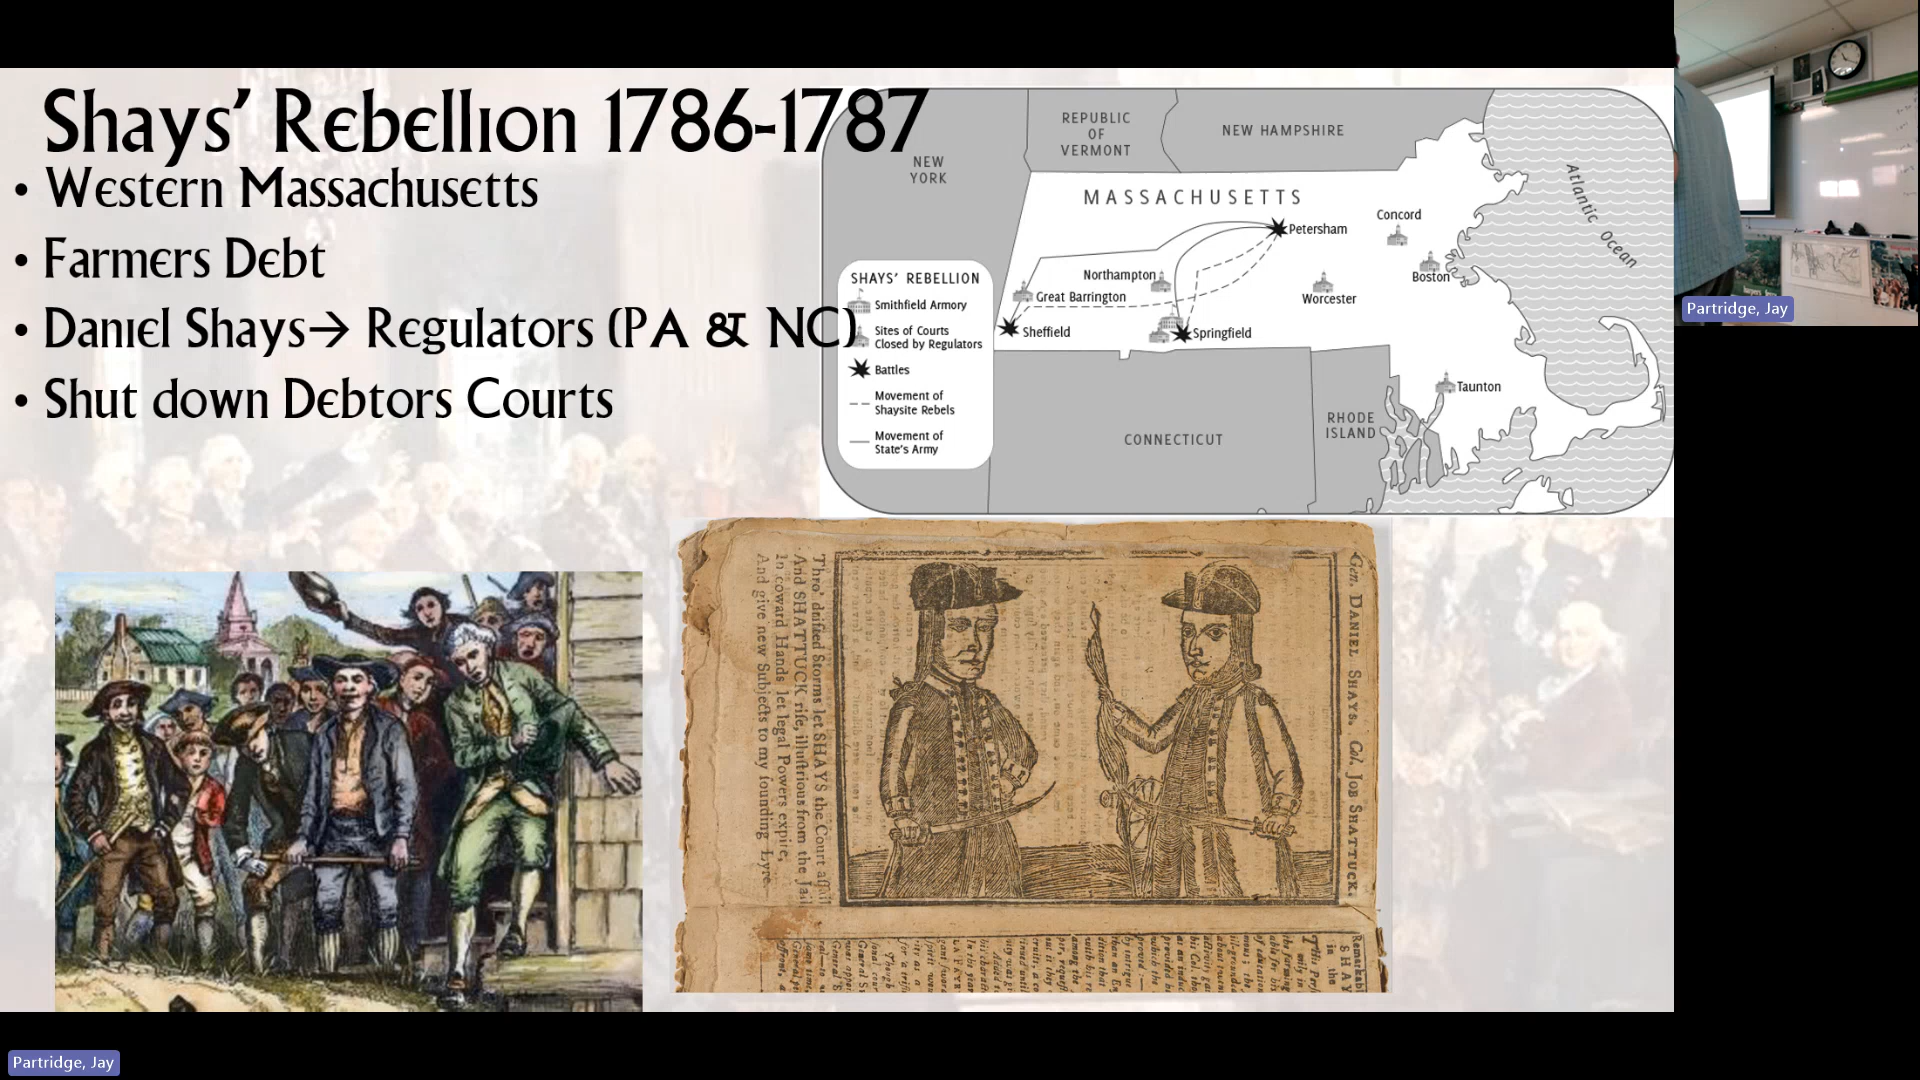 Shays' Rebellion 1786-1787
• Western Massachusetts
• Farmers Debt
• Daniel Shays→ Regulators (PA & NC)
• Shut down Debtors Courts
NEW
YORK
REPUBLIC
OF
VERMONT
NEW HAMPSHIRE
MASSACHUSETTS
Atlantic Ocean
Concord
Petersham
Boston
Northampton
Great Barrington
Worcester
Sheffield
Springfield
Taunton
RHODE
ISLAND
CONNECTICUT
SHAYS' REBELLION
Smithfield Armory
Sites of Courts
Closed by Regulators
Battles
Movement of
Shaysite Rebels
Movement of
State's Army
Gen. DANIEL SHAYS. Col. JOB SHATTUCK.
Thro' drifted Storms let SHAYS the Court
And SHATTUCK rise, illustrious from the
In coward Hands let legal Powers expire,
And give new Subjects to my sounding Lyre.
Partridge, Jay
Partridge, Jay